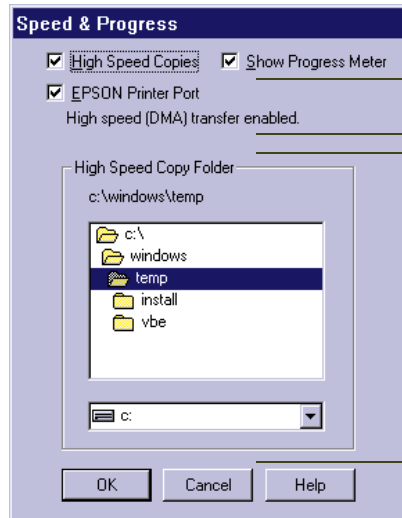 Speed & Progress
High Speed Copies Show Progress Meter
EPSON Printer Port
High speed (DMA) transfer enabled.
High Speed Copy Folder
c:\windows\temp
c:\
windows
temp
install
vbe
c:
OK Cancel Help